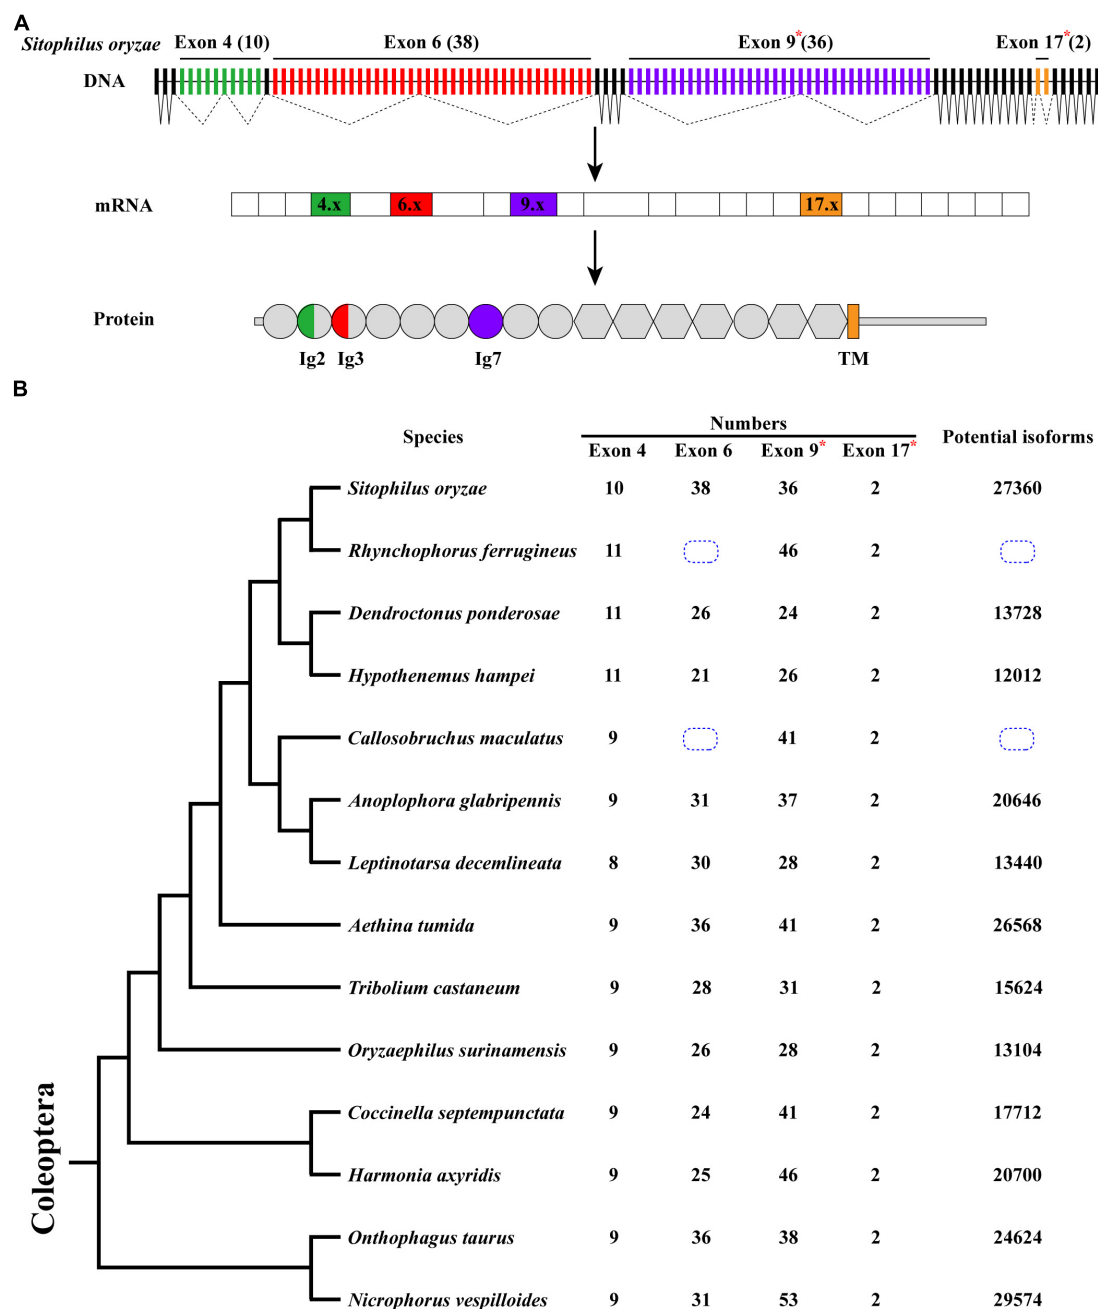 A
Sitophilus oryzae Exon 4 (10) Exon 6 (38) Exon 9*(36) Exon 17*(2)
DNA
mRNA 4.x 6.x 9.x 17.x
Protein
Ig2 Ig3 Ig7 TM
B
Numbers
Species Potential isoforms
Exon 4 Exon 6 Exon 9* Exon 17*
Sitophilus oryzae 10 38 36 2 27360
Rhynchophorus ferrugineus 11 46 2
Dendroctonus ponderosae 11 26 24 2 13728
Hypothenemus hampei 11 21 26 2 12012
Callosobruchus maculatus 9 41 2
Anoplophora glabripennis 9 31 37 2 20646
Leptinotarsa decemlineata 8 30 28 2 13440
Aethina tumida 9 36 41 2 26568
Tribolium castaneum 9 28 31 2 15624
Oryzaephilus surinamensis 9 26 28 2 13104
Coccinella septempunctata 9 24 41 2 17712
Harmonia axyridis 9 25 46 2 20700
Onthophagus taurus 9 36 38 2 24624
Nicrophorus vespilloides 9 31 53 2 29574
Coleoptera